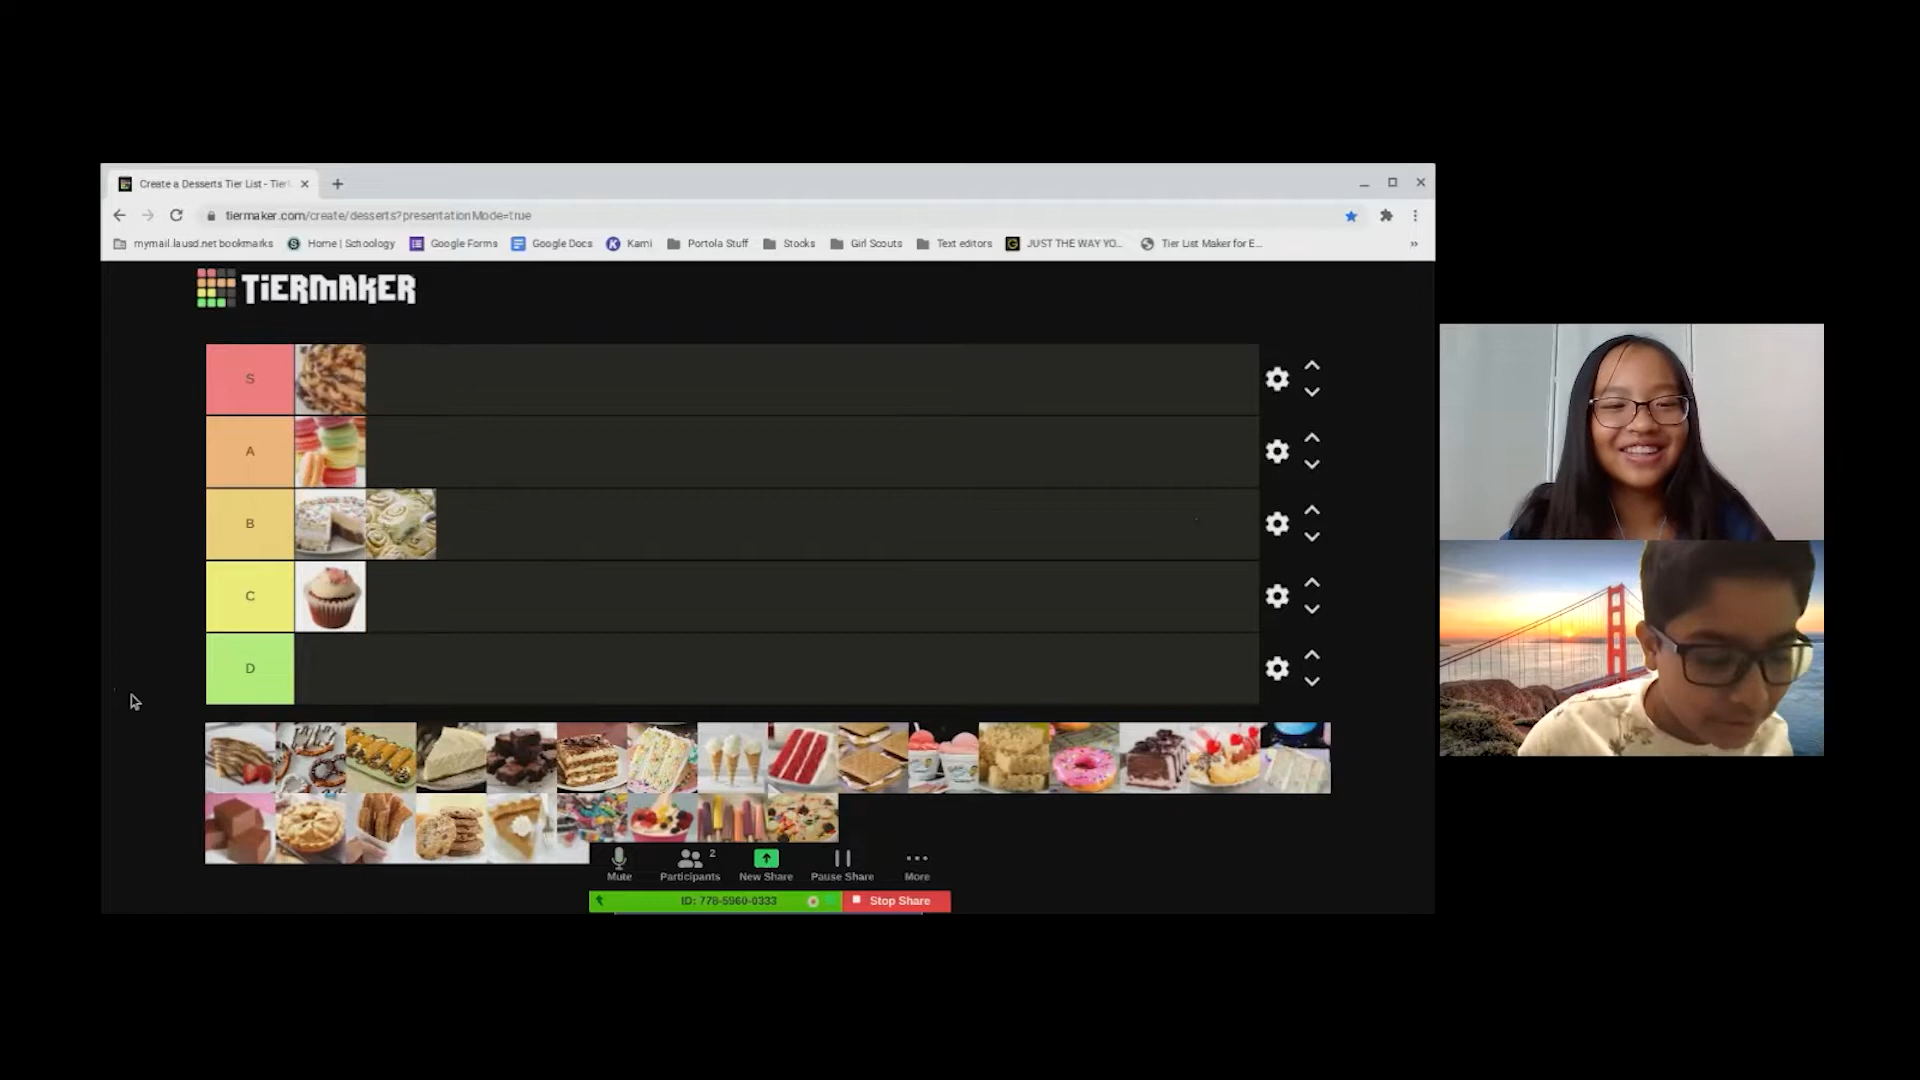 Create a Desserts Tier List - Tier
tiermaker.com/create/desserts?presentationMode=true
mymail.lausd.net bookmarks Home | Schoology Google Forms Google Docs Kami Portola Stuff Stocks Girl Scouts Text editors JUST THE WAY YO... Tier List Maker for E...
TiERMAKER
S
A
B
C
D
2
Mute Participants New Share Pause Share More
ID: 778-5960-0333 Stop Share